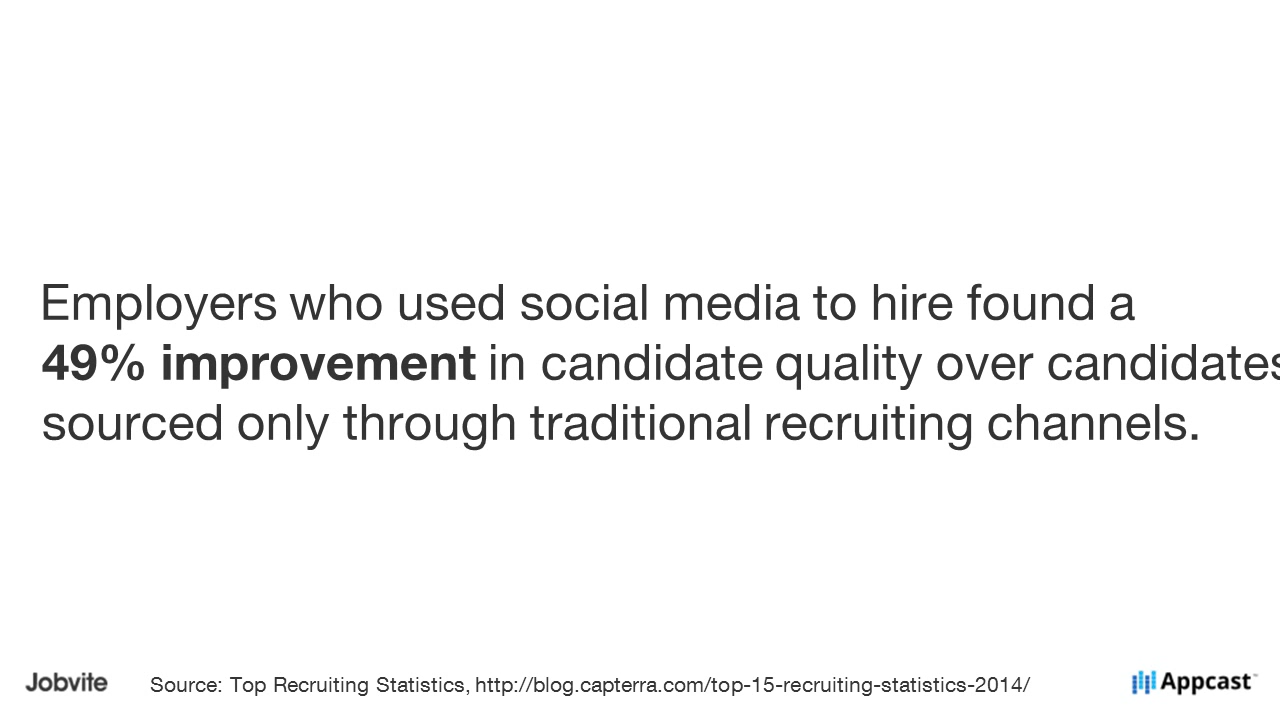 Employers who used social media to hire found a
49% improvement in candidate quality over candidates
sourced only through traditional recruiting channels.
Jobvite
Source: Top Recruiting Statistics, http://blog.capterra.com/top-15-recruiting-statistics-2014/
Appcast™